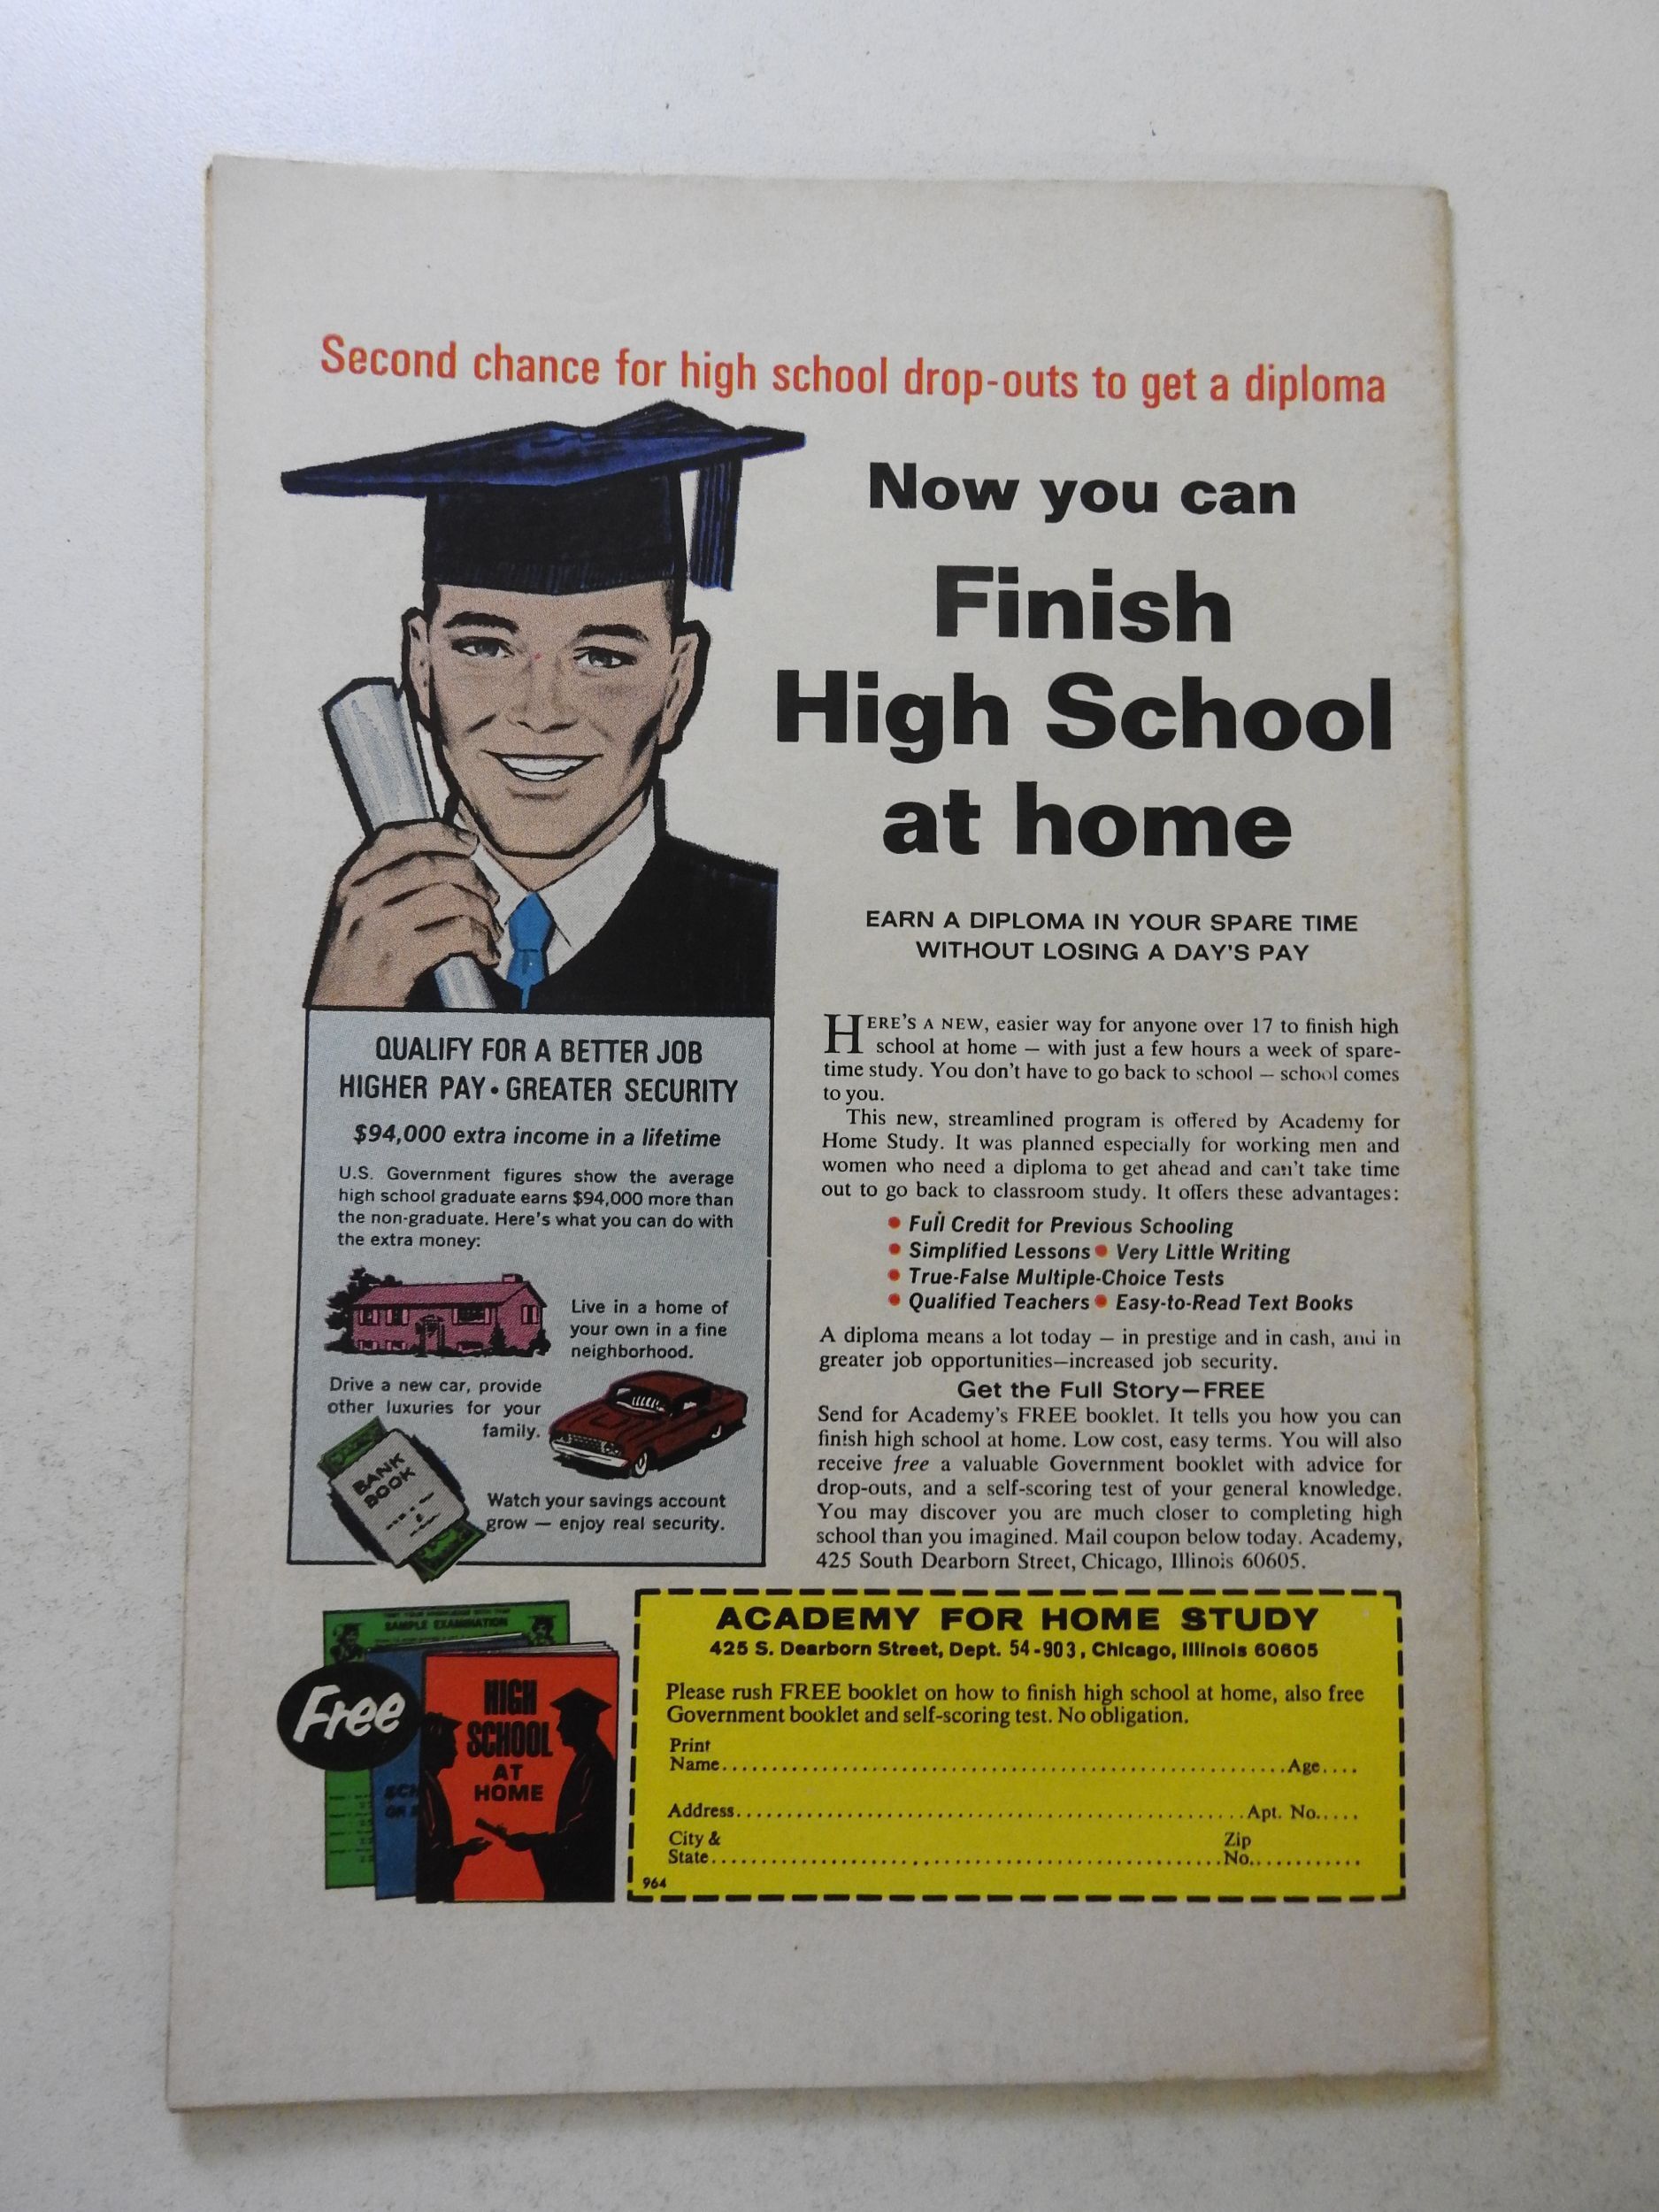 Second chance for high school drop-outs to get a diploma
Now you can
Finish
High School
at home
EARN A DIPLOMA IN YOUR SPARE TIME
WITHOUT LOSING A DAY'S PAY
HERE'S A NEW, easier way for anyone over 17 to finish high
school at home — with just a few hours a week of spare-
time study. You don't have to go back to school — school comes
to you.
This new, streamlined program is offered by Academy for
Home Study. It was planned especially for working men and
women who need a diploma to get ahead and can't take time
out to go back to classroom study. It offers these advantages:
• Full Credit for Previous Schooling
• Simplified Lessons • Very Little Writing
• True-False Multiple-Choice Tests
• Qualified Teachers • Easy-to-Read Text Books
A diploma means a lot today — in prestige and in cash, and in
greater job opportunities—increased job security.
Get the Full Story—FREE
Send for Academy's FREE booklet. It tells you how you can
finish high school at home. Low cost, easy terms. You will also
receive free a valuable Government booklet with advice for
drop-outs, and a self-scoring test of your general knowledge.
You may discover you are much closer to completing high
school than you imagined. Mail coupon below today. Academy,
425 South Dearborn Street, Chicago, Illinois 60605.
QUALIFY FOR A BETTER JOB
HIGHER PAY • GREATER SECURITY
$94,000 extra income in a lifetime
U.S. Government figures show the average
high school graduate earns $94,000 more than
the non-graduate. Here's what you can do with
the extra money:
Live in a home of
your own in a fine
neighborhood.
Drive a new car, provide
other luxuries for your
family.
BANK
BOOK
Watch your savings account
grow — enjoy real security.
SAMPLE EXAMINATION
Free
HIGH
SCHOOL
AT
HOME
ACADEMY FOR HOME STUDY
425 S. Dearborn Street, Dept. 54-903, Chicago, Illinois 60605
Please rush FREE booklet on how to finish high school at home, also free
Government booklet and self-scoring test. No obligation.
Print
Name.................................................Age....
Address.............................................Apt. No.....
City & Zip
State.............................................No............
964